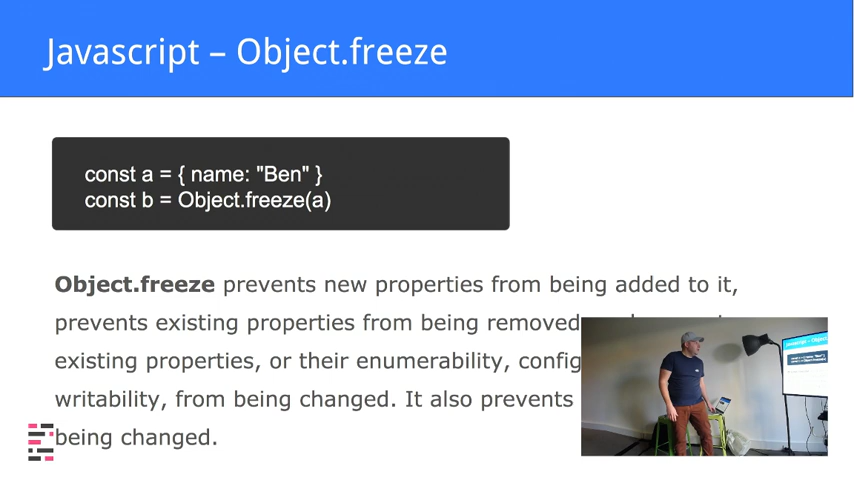 Javascript – Object.freeze
const a = { name: "Ben" }
const b = Object.freeze(a)
Object.freeze prevents new properties from being added to it,
prevents existing properties from being removed
existing properties, or their enumerability,
writability, from being changed. It also prevents
being changed.